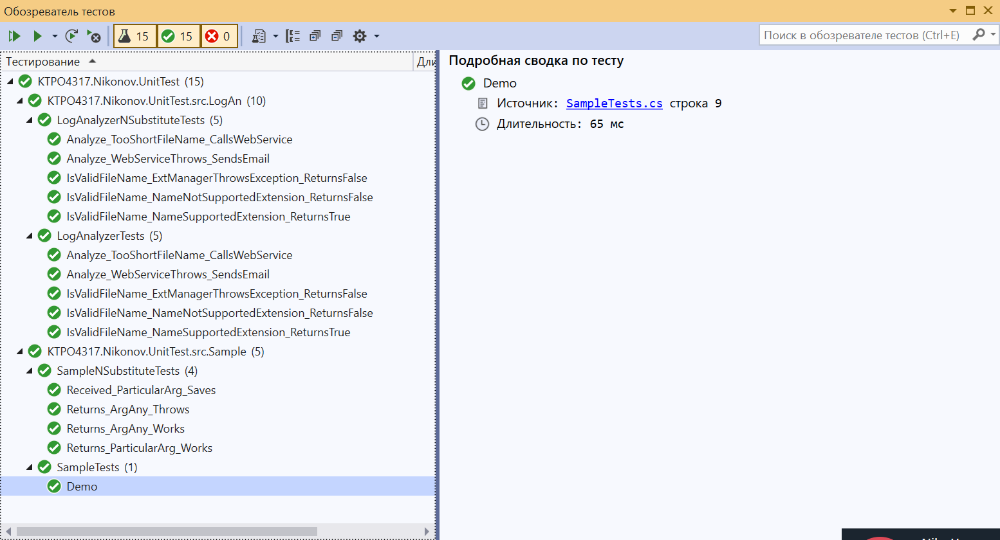 Обозреватель тестов
15 15 0
Поиск в обозревателе тестов (Ctrl+E)
Тестирование
KTPO4317.Nikonov.UnitTest (15)
KTPO4317.Nikonov.UnitTest.src.LogAn (10)
LogAnalyzerNSubstituteTests (5)
Analyze_TooShortFileName_CallsWebService
Analyze_WebServiceThrows_SendsEmail
IsValidFileName_ExtManagerThrowsException_ReturnsFalse
IsValidFileName_NameNotSupportedExtension_ReturnsFalse
IsValidFileName_NameSupportedExtension_ReturnsTrue
LogAnalyzerTests (5)
Analyze_TooShortFileName_CallsWebService
Analyze_WebServiceThrows_SendsEmail
IsValidFileName_ExtManagerThrowsException_ReturnsFalse
IsValidFileName_NameNotSupportedExtension_ReturnsFalse
IsValidFileName_NameSupportedExtension_ReturnsTrue
KTPO4317.Nikonov.UnitTest.src.Sample (5)
SampleNSubstituteTests (4)
Received_ParticularArg_Saves
Returns_ArgAny_Throws
Returns_ArgAny_Works
Returns_ParticularArg_Works
SampleTests (1)
Demo
Подробная сводка по тесту
Demo
Источник: SampleTests.cs строка 9
Длительность: 65 мс